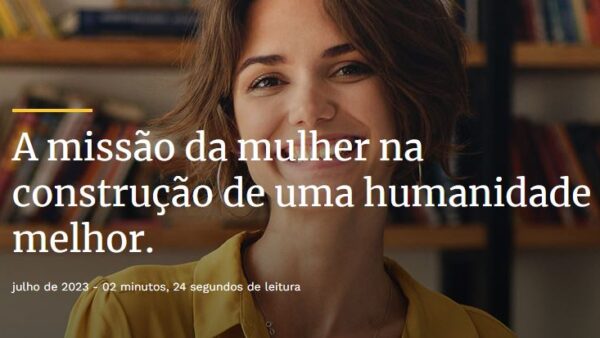 A missão da mulher na
construção de uma humanidade
melhor.
julho de 2023 - 02 minutos, 24 segundos de leitura